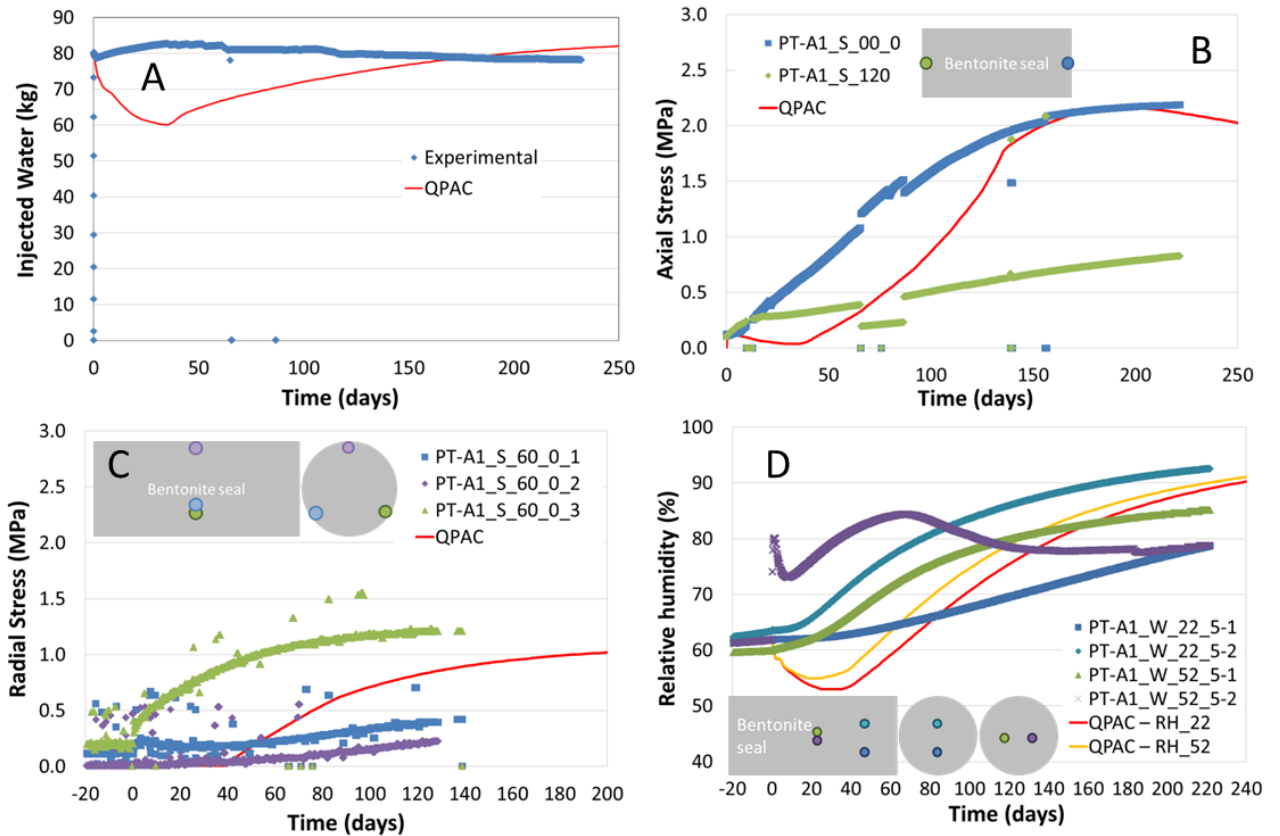 90
80
70
60
50
40
30
20
10
0
Injected Water (kg)
A
Experimental
QPAC
0
50
100
150
200
250
Time (days)
3.0
2.5
2.0
1.5
1.0
0.5
0.0
Axial Stress (MPa)
PT-A1_S_00_0
PT-A1_S_120
QPAC
Bentonite seal
B
0
50
100
150
200
250
Time (days)
3.0
2.5
2.0
1.5
1.0
0.5
0.0
Radial Stress (MPa)
C
Bentonite seal
PT-A1_S_60_0_1
PT-A1_S_60_0_2
PT-A1_S_60_0_3
QPAC
-20
0
20
40
60
80
100
120
140
160
180
200
Time (days)
100
90
80
70
60
50
40
Relative humidity (%)
D
PT-A1_W_22_5-1
PT-A1_W_22_5-2
PT-A1_W_52_5-1
PT-A1_W_52_5-2
QPAC – RH_22
QPAC – RH_52
Bentonite
seal
-20
0
20
40
60
80
100
120
140
160
180
200
220
240
Time (days)